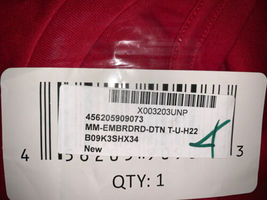 X003203UNP
456205909073
MM-EMBRDRD-DTN T-U-H22
B09K3SHX34
New
4
QTY: 1